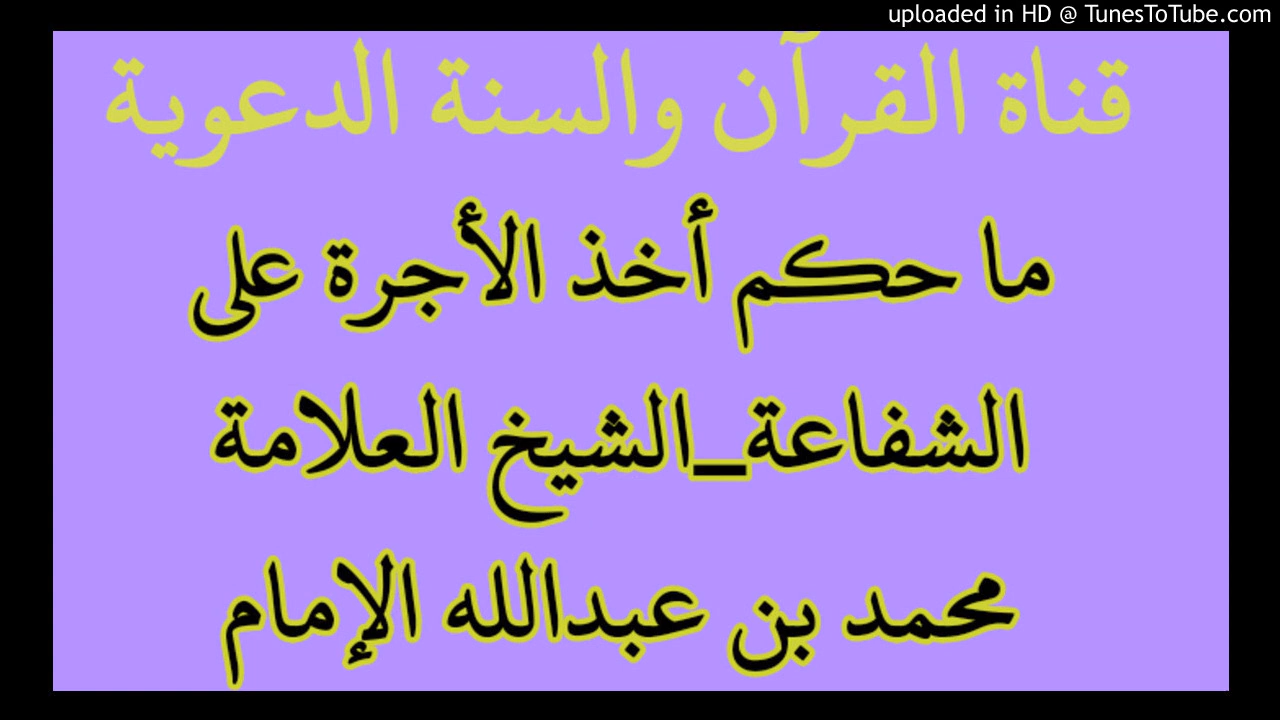 uploaded in HD @ TunesToTube.com
قناة القرآن والسنة الدعوية
ما حكم أخذ الأجرة على
الشفاعة_الشيخ العلامة
محمد بن عبدالله الإمام